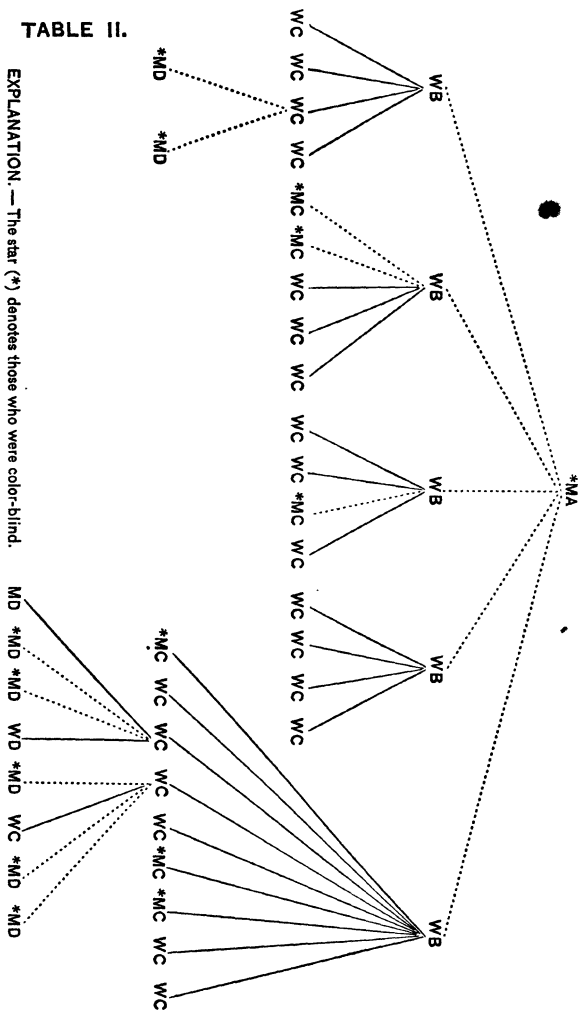 TABLE II.
*MA
WB WB WB WB WB
WC WC WC WC *MC *MC WC WC WC WC WC *MC WC WC WC WC WC
*MD *MD
*MC WC WC WC WC *MC *MC WC WC
MD *MD *MD WD *MD WC *MD *MD
EXPLANATION. — The star (*) denotes those who were color-blind.